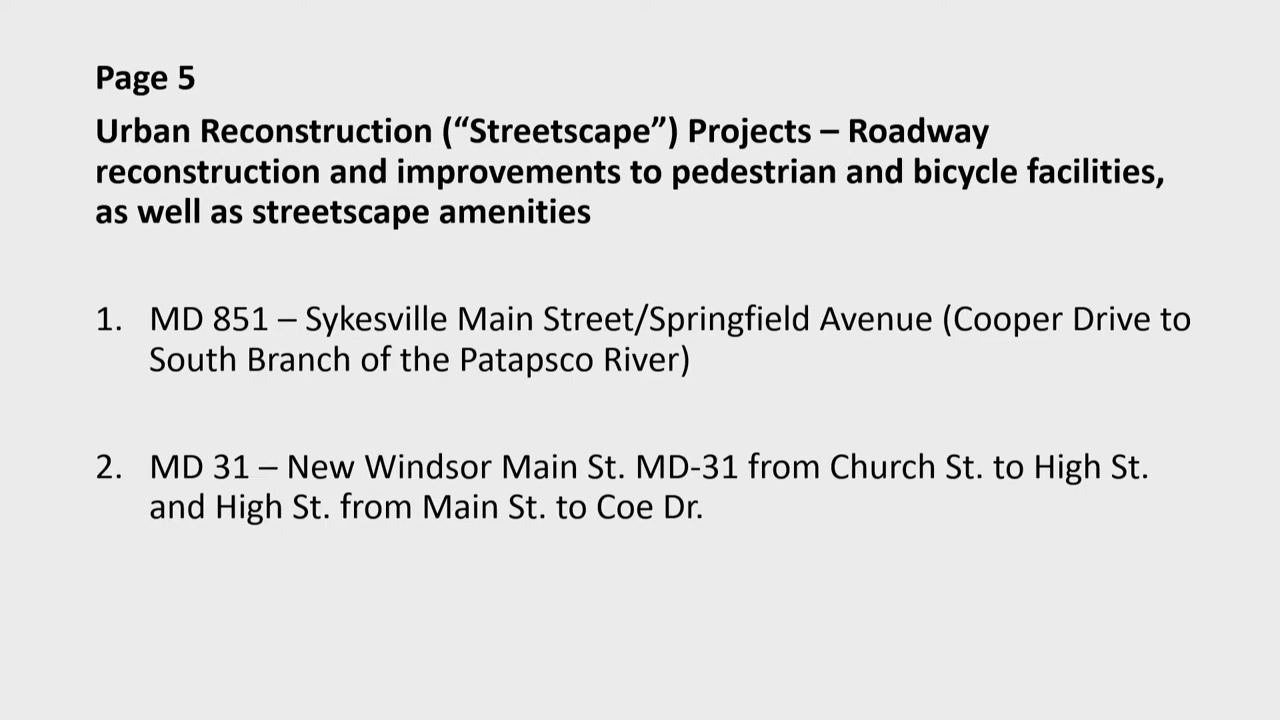 Page 5
Urban Reconstruction (“Streetscape”) Projects – Roadway
reconstruction and improvements to pedestrian and bicycle facilities,
as well as streetscape amenities
1. MD 851 – Sykesville Main Street/Springfield Avenue (Cooper Drive to
South Branch of the Patapsco River)
2. MD 31 – New Windsor Main St. MD-31 from Church St. to High St.
and High St. from Main St. to Coe Dr.